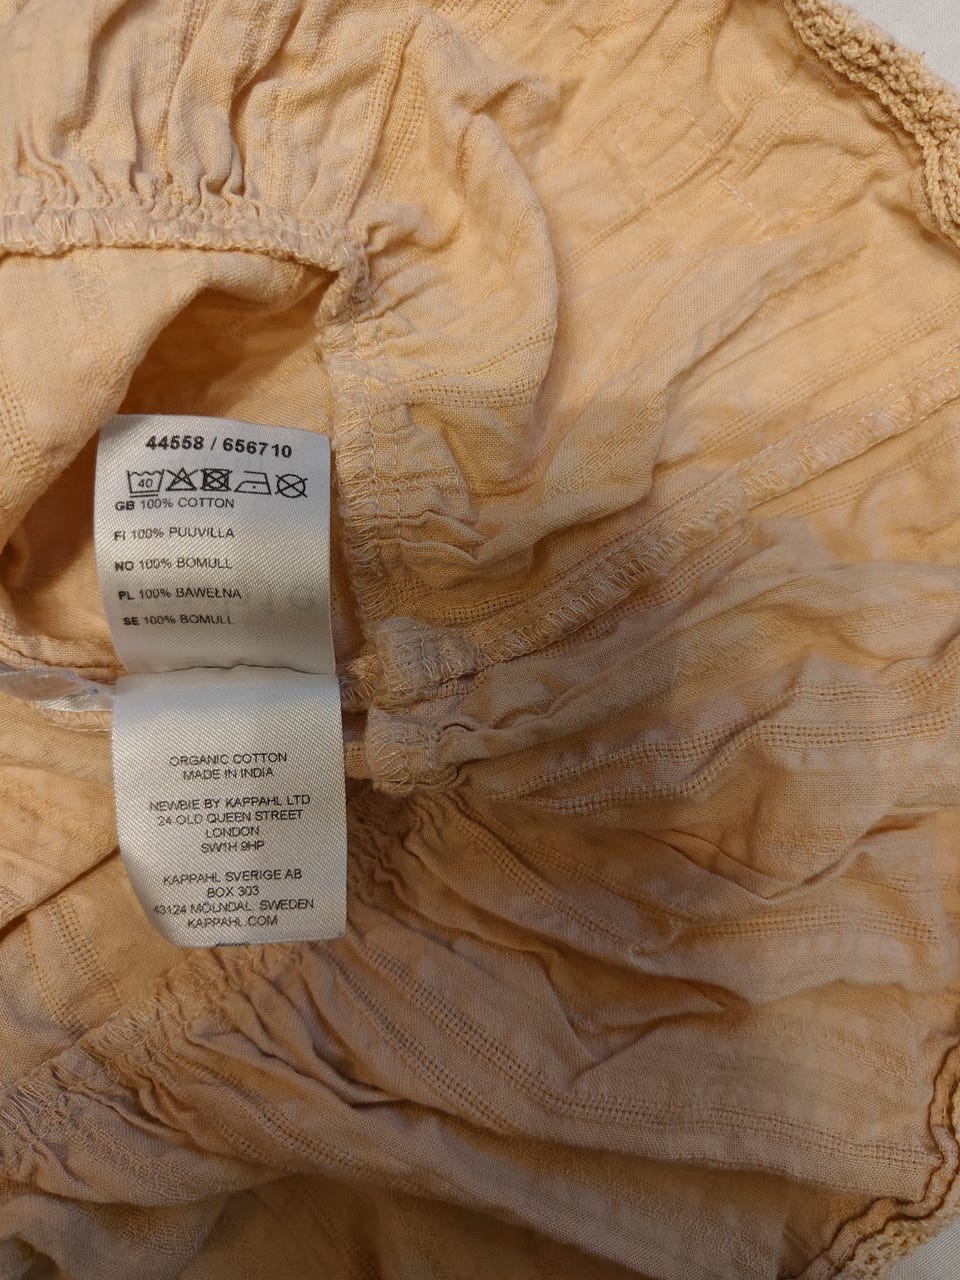 44558 / 656710
40
GB 100% COTTON
FI 100% PUUVILLA
NO 100% BOMULL
PL 100% BAWEŁNA
SE 100% BOMULL
ORGANIC COTTON
MADE IN INDIA
NEWBIE BY KAPPAHL LTD
24 OLD QUEEN STREET
LONDON
SW1H 9HP
KAPPAHL SVERIGE AB
BOX 303
43124 MÖLNDAL, SWEDEN
KAPPAHL.COM